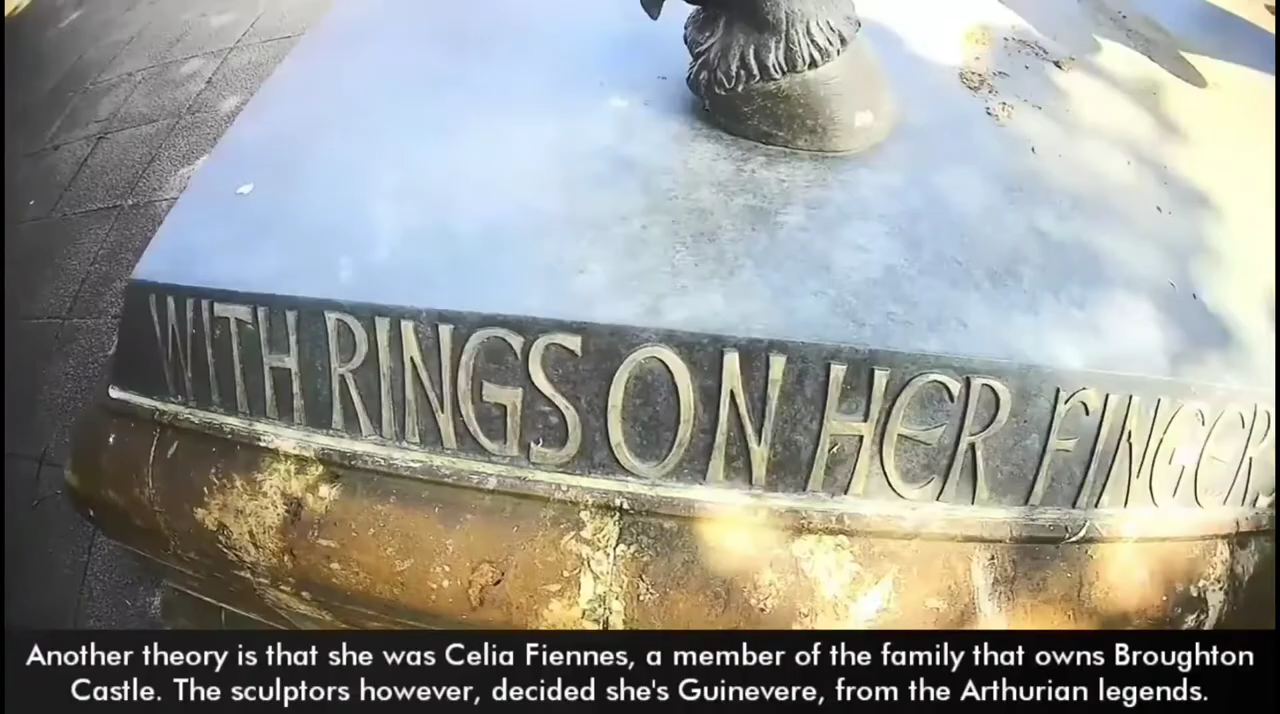 WITH RINGS ON HER FINGERS
Another theory is that she was Celia Fiennes, a member of the family that owns Broughton
Castle. The sculptors however, decided she's Guinevere, from the Arthurian legends.